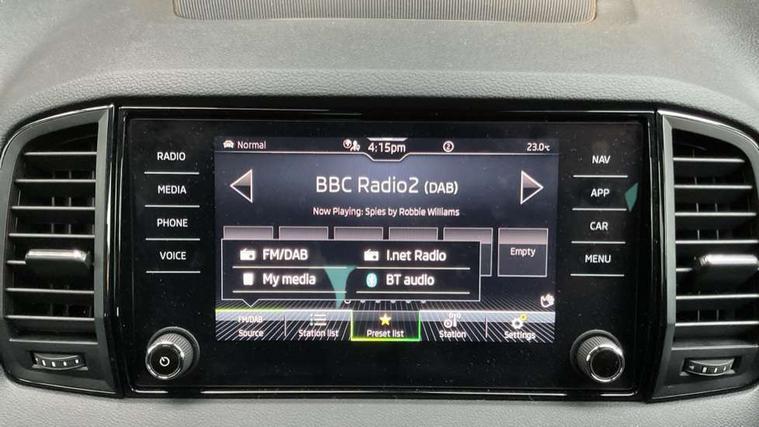 Normal 4:15pm 2 23.0°C
RADIO
MEDIA
PHONE
VOICE
BBC Radio2 (DAB)
Now Playing: Spies by Robbie Williams
Empty
FM/DAB I.net Radio
My media BT audio
FM/DAB
Source Station list Preset list Station Settings
NAV
APP
CAR
MENU